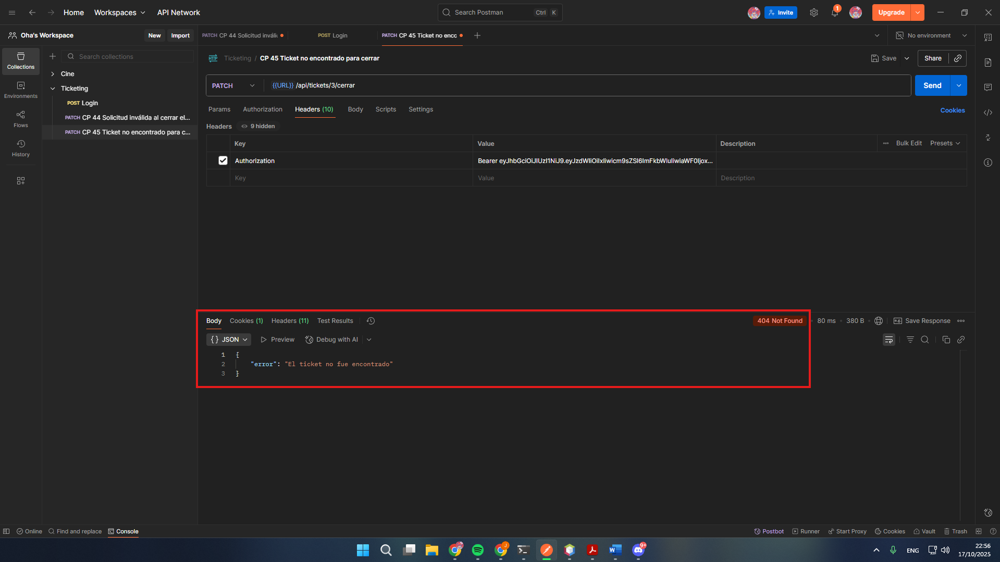 Home Workspaces API Network Search Postman Ctrl K Invite 1 Upgrade
Oha's Workspace New Import PATCH CP 44 Solicitud inváli POST Login PATCH CP 45 Ticket no enco No environment
Collections
Environments
Flows
History
Search collections
Cine
Ticketing
POST Login
PATCH CP 44 Solicitud inválida al cerrar el...
PATCH CP 45 Ticket no encontrado para c...
HTTP Ticketing / CP 45 Ticket no encontrado para cerrar Save Share
PATCH {{URL}} /api/tickets/3/cerrar Send
Params Authorization Headers (10) Body Scripts Settings Cookies
Headers 9 hidden
Key Value Description Bulk Edit Presets
Authorization Bearer eyJhbGciOiJIUzI1NiJ9.eyJzdWIiOiIxIiwicm9sZSI6ImFkbWluIiwiaWF0Ijox...
Key Value Description
Body Cookies (1) Headers (11) Test Results 404 Not Found 80 ms 380 B e.g. Save Response
{} JSON Preview Debug with AI
1 {
2 "error": "El ticket no fue encontrado"
3 }
Online Find and replace Console Postbot Runner Start Proxy Cookies Vault Trash
J 9+ ENG 22:56
17/10/2025